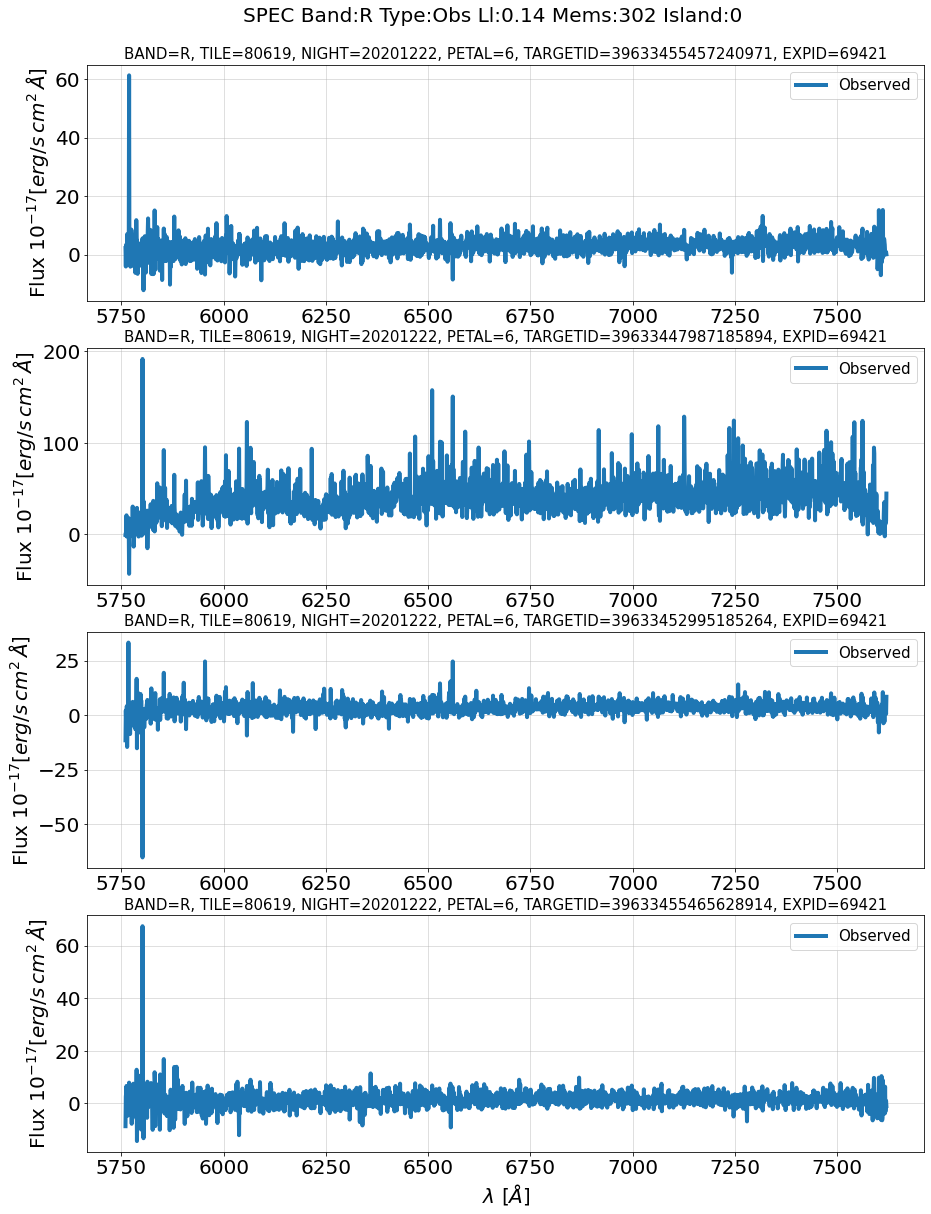 SPEC Band:R Type:Obs Ll:0.14 Mems:302 Island:0
BAND=R, TILE=80619, NIGHT=20201222, PETAL=6, TARGETID=39633455457240971, EXPID=69421
Flux 10^{-17}[erg/s cm^2 Å]
60
40
20
0
Observed
5750 6000 6250 6500 6750 7000 7250 7500
BAND=R, TILE=80619, NIGHT=20201222, PETAL=6, TARGETID=39633447987185894, EXPID=69421
Flux 10^{-17}[erg/s cm^2 Å]
200
100
0
Observed
5750 6000 6250 6500 6750 7000 7250 7500
BAND=R, TILE=80619, NIGHT=20201222, PETAL=6, TARGETID=39633452995185264, EXPID=69421
Flux 10^{-17}[erg/s cm^2 Å]
25
0
−25
−50
Observed
5750 6000 6250 6500 6750 7000 7250 7500
BAND=R, TILE=80619, NIGHT=20201222, PETAL=6, TARGETID=39633455465628914, EXPID=69421
Flux 10^{-17}[erg/s cm^2 Å]
60
40
20
0
Observed
5750 6000 6250 6500 6750 7000 7250 7500
λ [Å]